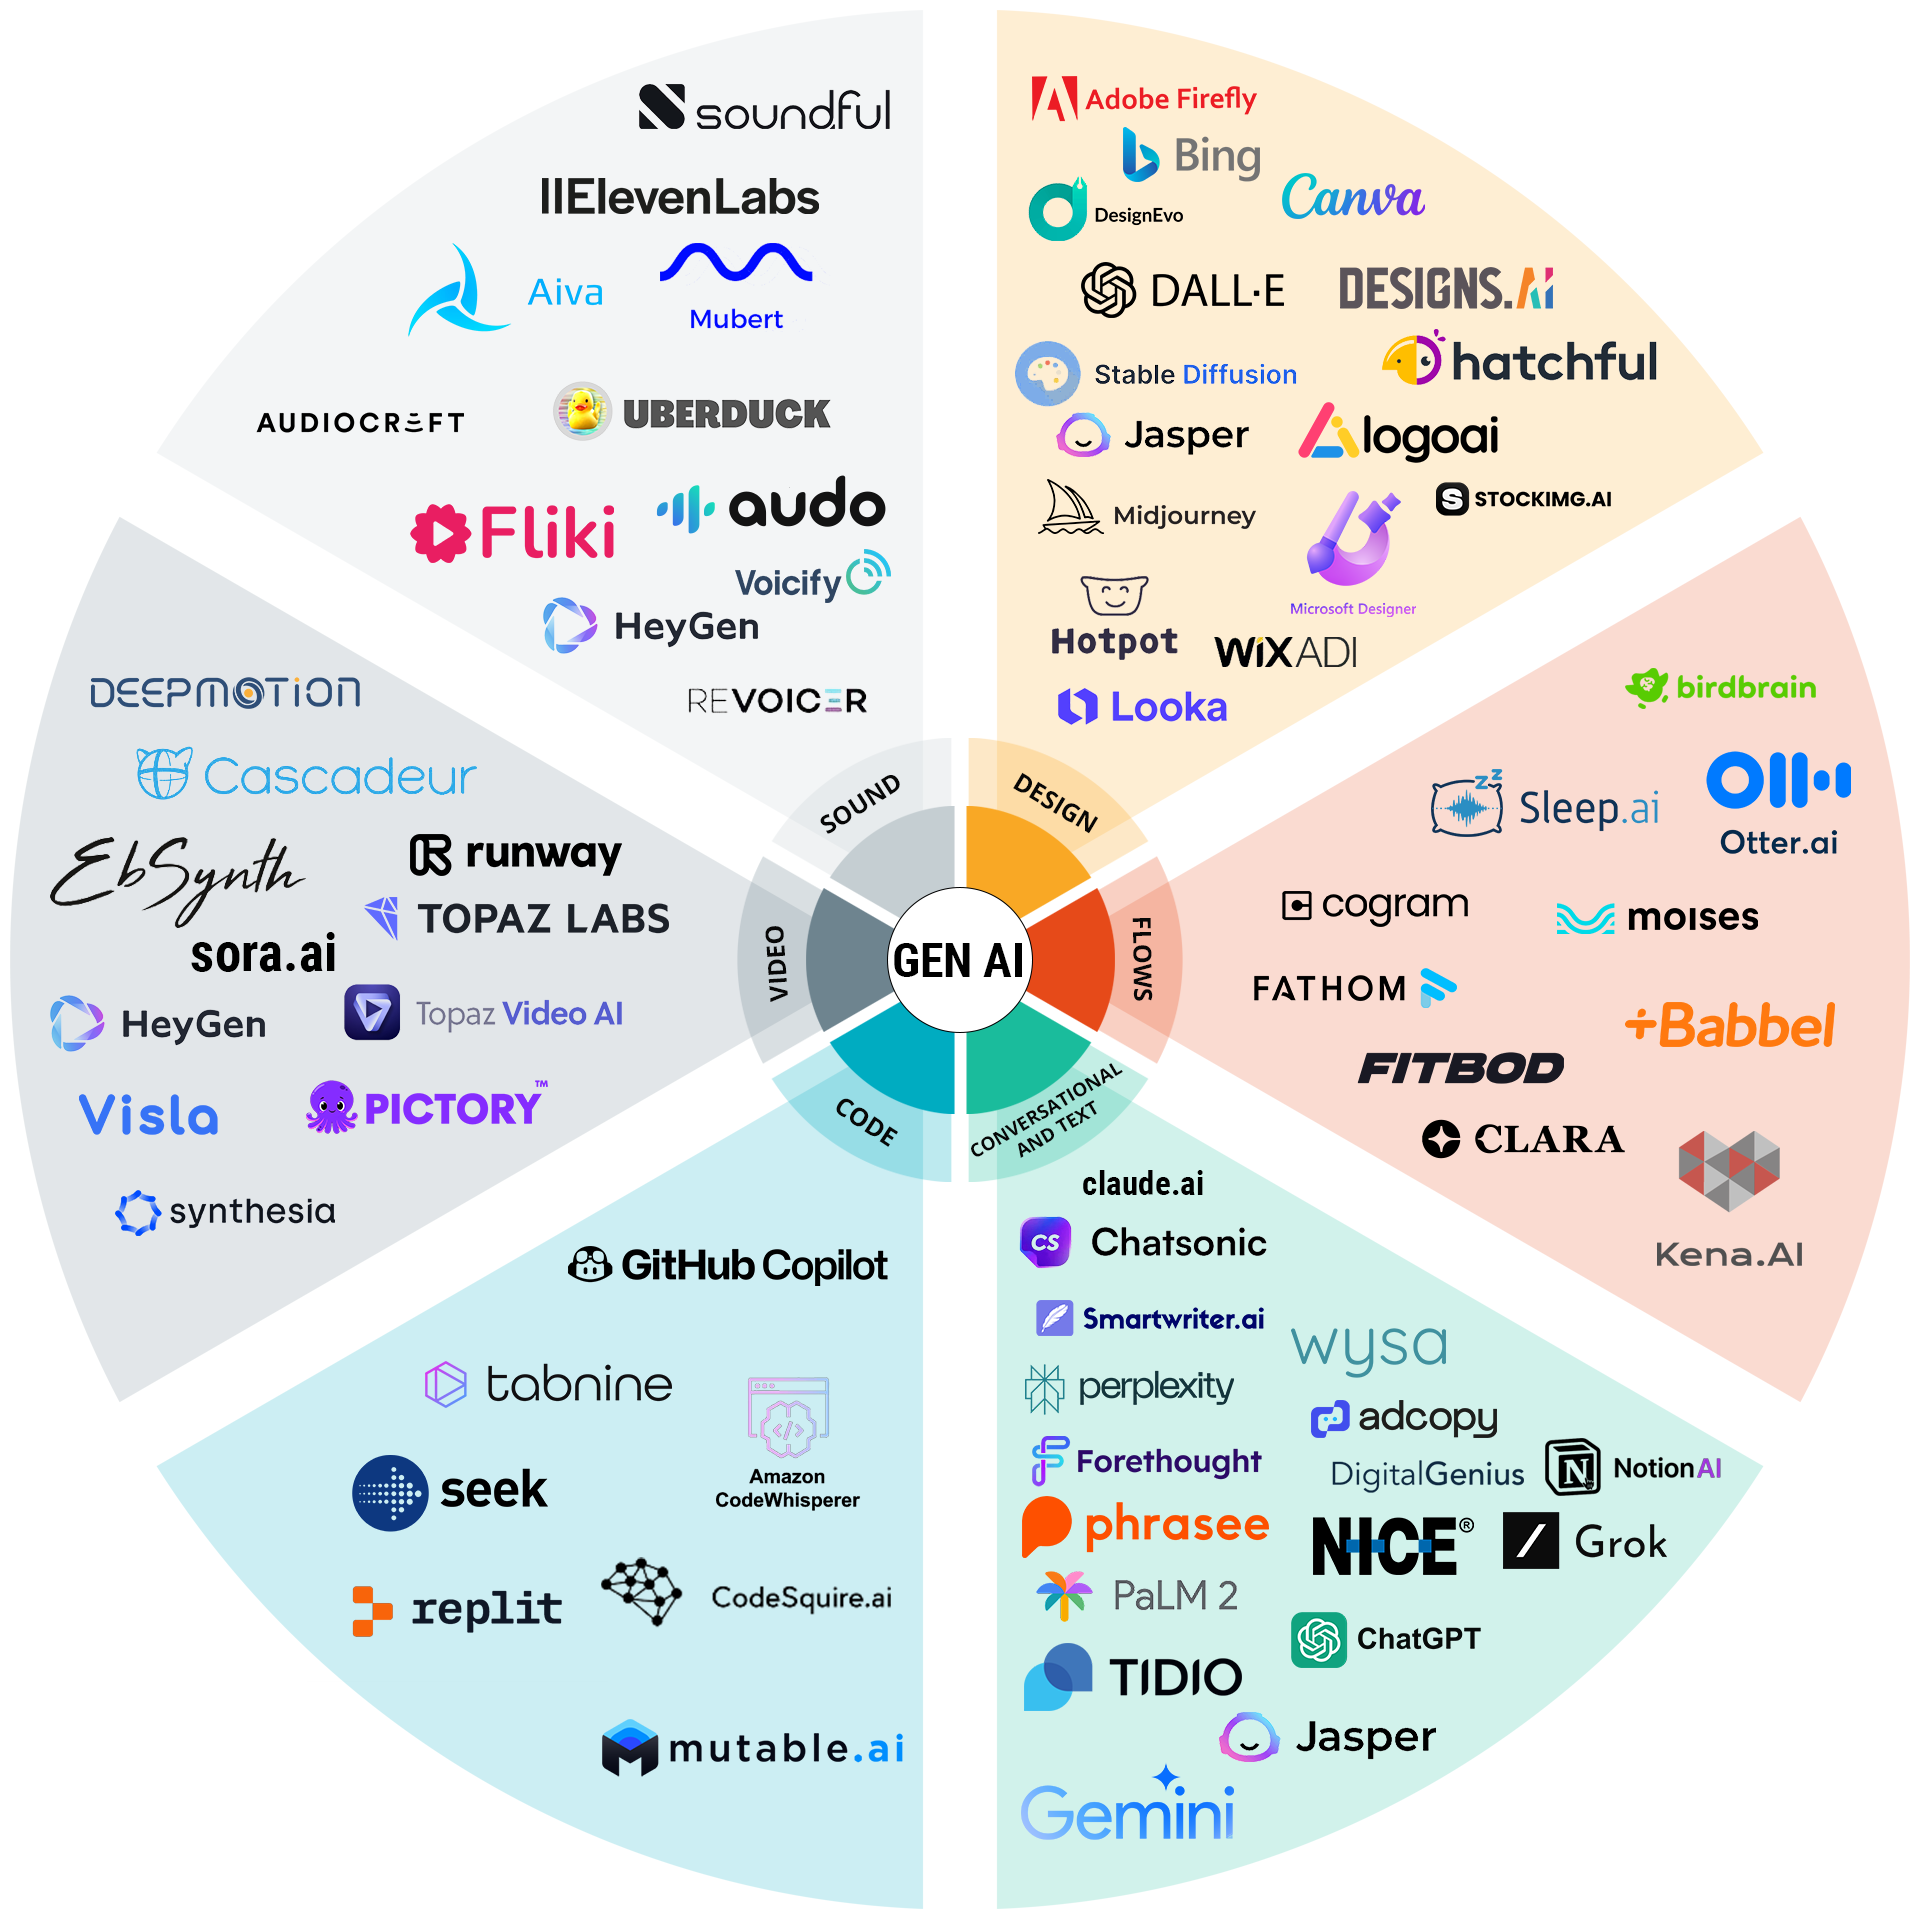 soundful
IIElevenLabs
Aiva
Mubert
AUDIOCRAFT
UBERDUCK
Fliki
audo
Voicify
HeyGen
REVOICER
SOUND
Adobe Firefly
Bing
DesignEvo
Canva
DALL·E
DESIGNS.AI
Stable Diffusion
hatchful
Jasper
logoai
Midjourney
S STOCKIMG.AI
Microsoft Designer
Hotpot
WiX ADI
Looka
DESIGN
birdbrain
Sleep.ai
z z
Otter.ai
cogram
moises
FATHOM
+Babbel
FITBOD
CLARA
Kena.AI
FLOWS
GEN AI
DEEPMOTION
Cascadeur
EbSynth
runway
TOPAZ LABS
sora.ai
HeyGen
Topaz Video AI
Visla
PICTORY™
synthesia
VIDEO
CODE
GitHub Copilot
tabnine
Amazon
CodeWhisperer
seek
replit
CodeSquire.ai
mutable.ai
CONVERSATIONAL
AND TEXT
claude.ai
CS Chatsonic
Smartwriter.ai
wysa
perplexity
adcopy
Forethought
DigitalGenius
N NotionAI
phrasee
NICE®
Grok
PaLM 2
ChatGPT
TIDIO
Jasper
Gemini